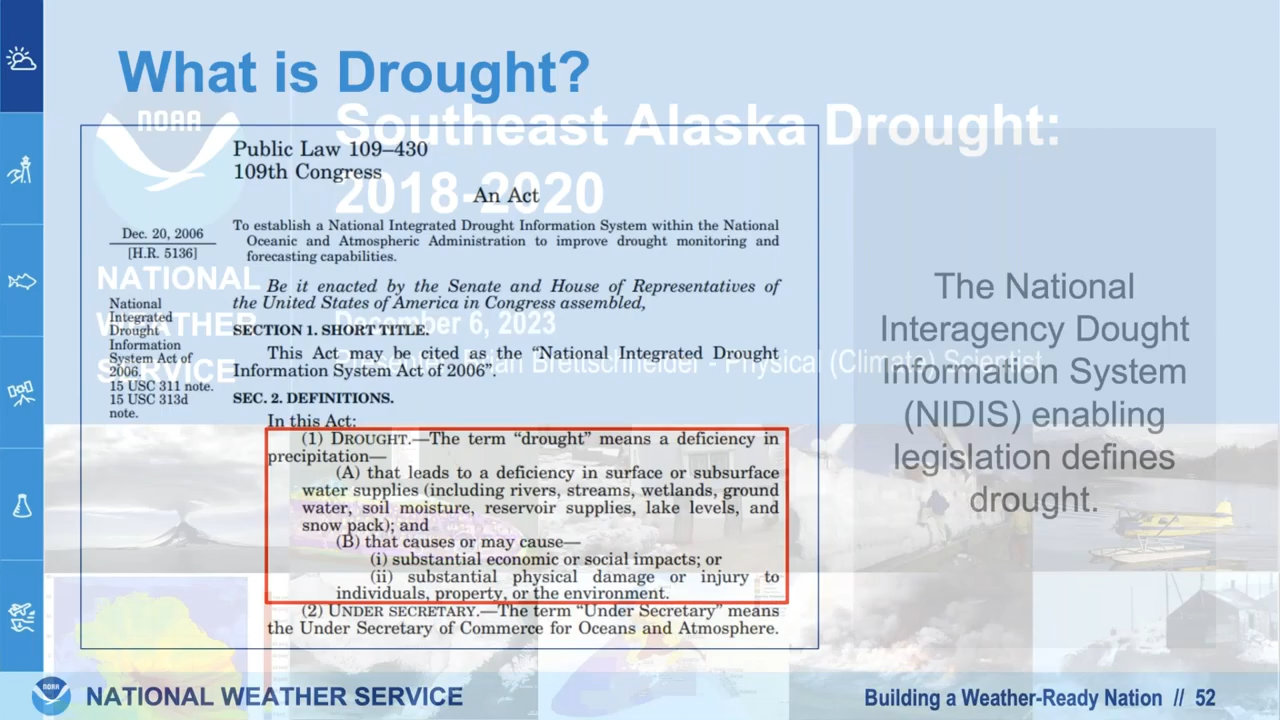 What is Drought?
NOAA
Southeast Alaska Drought:
2018-2020
Public Law 109–430
109th Congress
An Act
Dec. 20, 2006
[H.R. 5136]
To establish a National Integrated Drought Information System within the National
Oceanic and Atmospheric Administration to improve drought monitoring and
forecasting capabilities.
NATIONAL
WEATHER
SERVICE
Be it enacted by the Senate and House of Representatives of
the United States of America in Congress assembled,
National
Integrated
Drought
Information
System Act of
2006.
15 USC 311 note.
15 USC 313d
note.
December 6, 2023
Brian Brettschneider - Physical (Climate) Scientist
SECTION 1. SHORT TITLE.
This Act may be cited as the “National Integrated Drought
Information System Act of 2006”.
SEC. 2. DEFINITIONS.
In this Act:
(1) DROUGHT.—The term “drought” means a deficiency in
precipitation—
(A) that leads to a deficiency in surface or subsurface
water supplies (including rivers, streams, wetlands, ground
water, soil moisture, reservoir supplies, lake levels, and
snow pack); and
(B) that causes or may cause—
(i) substantial economic or social impacts; or
(ii) substantial physical damage or injury to
individuals, property, or the environment.
(2) UNDER SECRETARY.—The term “Under Secretary” means
the Under Secretary of Commerce for Oceans and Atmosphere.
The National
Interagency Dought
Information System
(NIDIS) enabling
legislation defines
drought.
NOAA
NATIONAL WEATHER SERVICE
Building a Weather-Ready Nation // 52